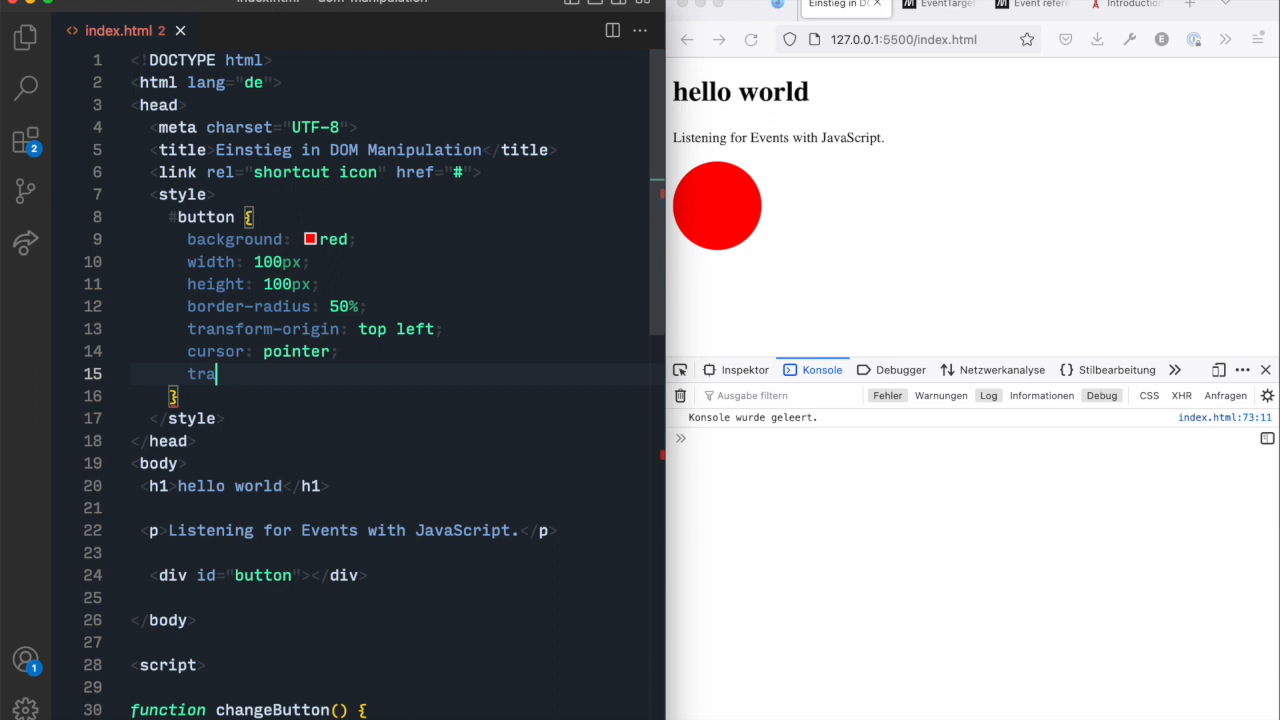 index.html — dom-manipulation
index.html 2
1 <!DOCTYPE html>
2 <html lang="de">
3 <head>
4 <meta charset="UTF-8">
5 <title>Einstieg in DOM Manipulation</title>
6 <link rel="shortcut icon" href="#">
7 <style>
8 #button {
9 background: red;
10 width: 100px;
11 height: 100px;
12 border-radius: 50%;
13 transform-origin: top left;
14 cursor: pointer;
15 tra
16 }
17 </style>
18 </head>
19 <body>
20 <h1>hello world</h1>
21
22 <p>Listening for Events with JavaScript.</p>
23
24 <div id="button"></div>
25
26 </body>
27
28 <script>
29
30 function changeButton() {
2
1
Einstieg in DO
EventTarget
Event refere
Introduction
127.0.0.1:5500/index.html
hello world
Listening for Events with JavaScript.
Inspektor Konsole Debugger Netzwerkanalyse Stilbearbeitung
Ausgabe filtern Fehler Warnungen Log Informationen Debug CSS XHR Anfragen
Konsole wurde geleert. index.html:73:11